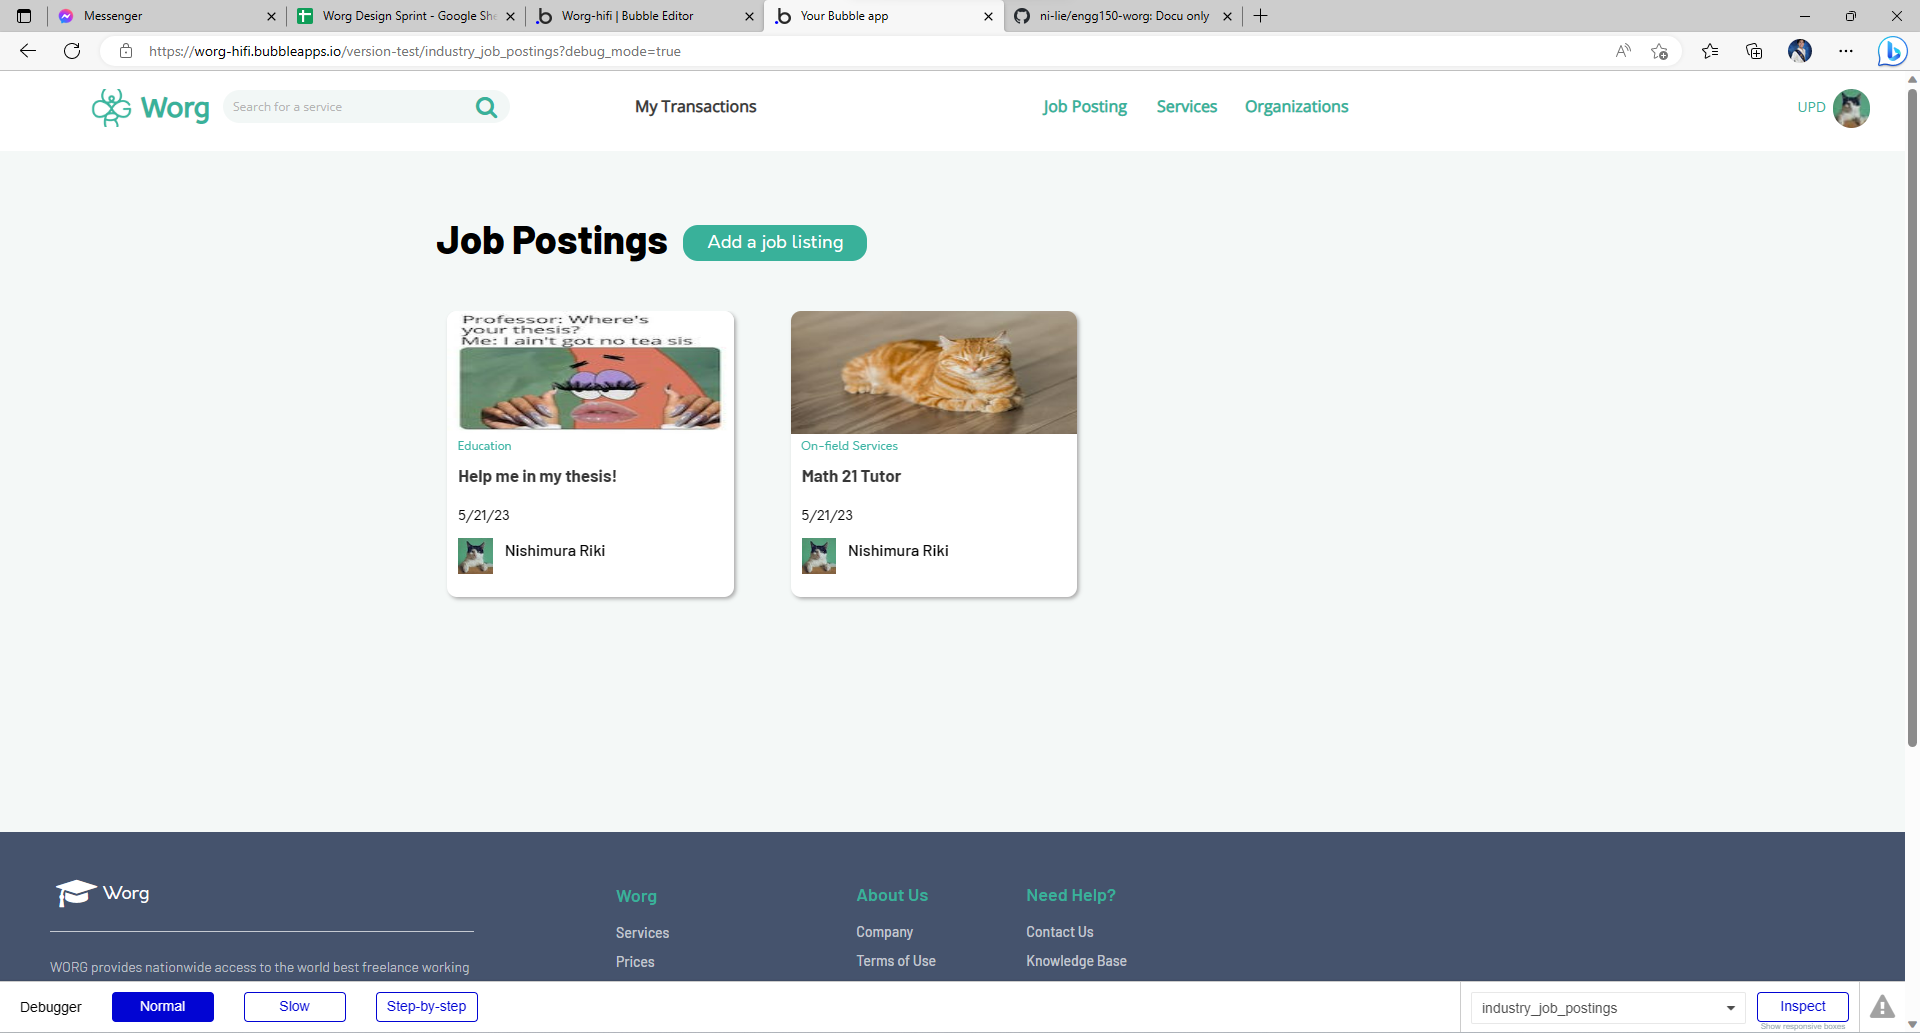 Messenger
Worg Design Sprint - Google She
Worg-hifi | Bubble Editor
Your Bubble app
ni-lie/engg150-worg: Docu only
https://worg-hifi.bubbleapps.io/version-test/industry_job_postings?debug_mode=true
Worg
Search for a service
My Transactions
Job Posting
Services
Organizations
UPD
Job Postings
Add a job listing
Professor: Where's
your thesis?
Me: I ain't got no tea sis
Education
Help me in my thesis!
5/21/23
Nishimura Riki
On-field Services
Math 21 Tutor
5/21/23
Nishimura Riki
Worg
WORG provides nationwide access to the world best freelance working
Worg
Services
Prices
About Us
Company
Terms of Use
Need Help?
Contact Us
Knowledge Base
Debugger
Normal
Slow
Step-by-step
industry_job_postings
Inspect
Show responsive boxes